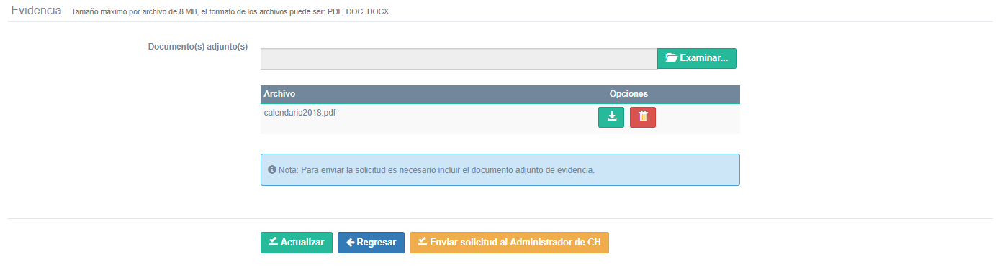 Evidencia Tamaño máximo por archivo de 8 MB, el formato de los archivos puede ser: PDF, DOC, DOCX
Documento(s) adjunto(s)
Examinar...
Archivo Opciones
calendario2018.pdf
Nota: Para enviar la solicitud es necesario incluir el documento adjunto de evidencia.
Actualizar Regresar Enviar solicitud al Administrador de CH